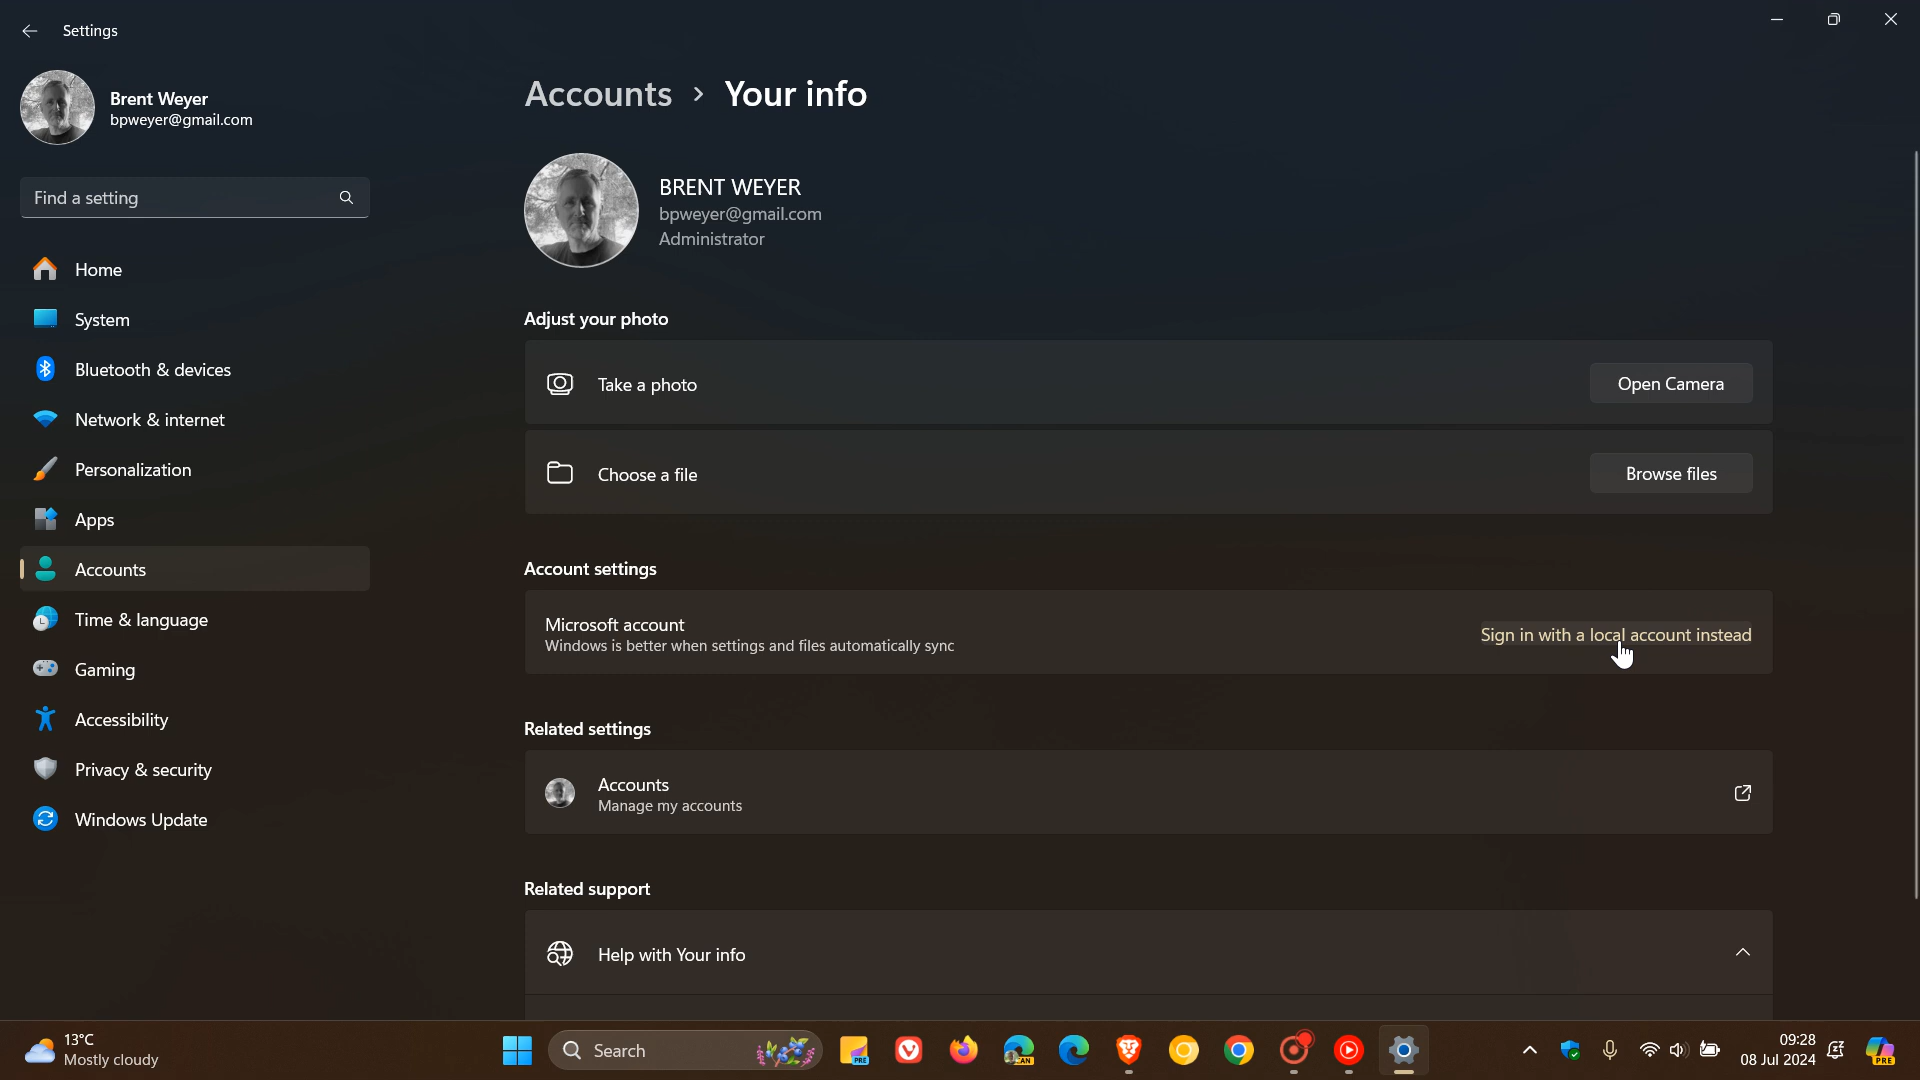 Settings
Brent Weyer
bpweyer@gmail.com
Find a setting
Home
System
Bluetooth & devices
Network & internet
Personalization
Apps
Accounts
Time & language
Gaming
Accessibility
Privacy & security
Windows Update
Accounts > Your info
BRENT WEYER
bpweyer@gmail.com
Administrator
Adjust your photo
Take a photo
Open Camera
Choose a file
Browse files
Account settings
Microsoft account
Windows is better when settings and files automatically sync
Sign in with a local account instead
Related settings
Accounts
Manage my accounts
Related support
Help with Your info
13°C
Mostly cloudy
Search
PRE
CAN
09:28
08 Jul 2024
PRE